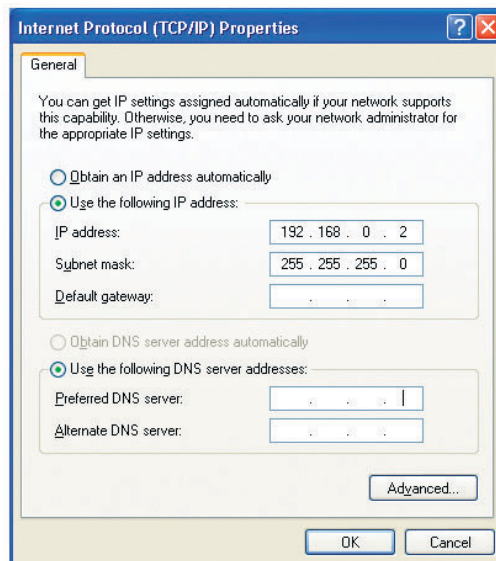 Internet Protocol (TCP/IP) Properties
?
X
General
You can get IP settings assigned automatically if your network supports
this capability. Otherwise, you need to ask your network administrator for
the appropriate IP settings.
Obtain an IP address automatically
Use the following IP address:
IP address: 192 . 168 . 0 . 2
Subnet mask: 255 . 255 . 255 . 0
Default gateway: . . .
Obtain DNS server address automatically
Use the following DNS server addresses:
Preferred DNS server: . . .
Alternate DNS server: . . .
Advanced...
OK Cancel